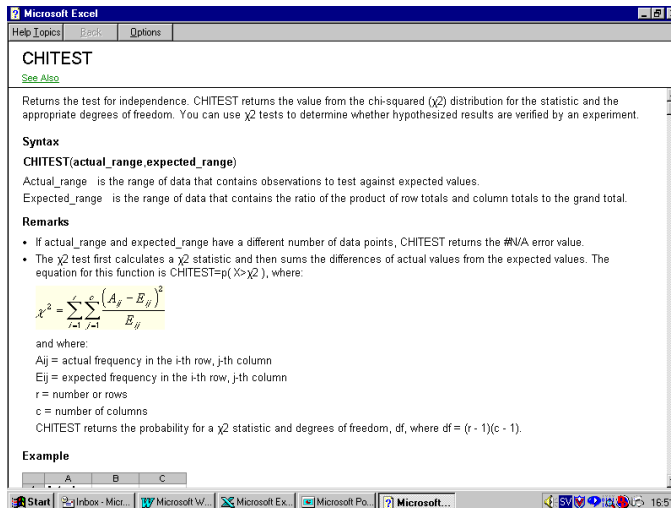 Microsoft Excel
Help Topics Back Options
CHITEST
See Also
Returns the test for independence. CHITEST returns the value from the chi-squared (χ2) distribution for the statistic and the
appropriate degrees of freedom. You can use χ2 tests to determine whether hypothesized results are verified by an experiment.
Syntax
CHITEST(actual_range,expected_range)
Actual_range is the range of data that contains observations to test against expected values.
Expected_range is the range of data that contains the ratio of the product of row totals and column totals to the grand total.
Remarks
• If actual_range and expected_range have a different number of data points, CHITEST returns the #N/A error value.
• The χ2 test first calculates a χ2 statistic and then sums the differences of actual values from the expected values. The
equation for this function is CHITEST=p( X>χ2 ), where:
χ² = ∑_{i=1}^{r} ∑_{j=1}^{c} (A_ij − E_ij)² / E_ij
and where:
Aij = actual frequency in the i-th row, j-th column
Eij = expected frequency in the i-th row, j-th column
r = number or rows
c = number of columns
CHITEST returns the probability for a χ2 statistic and degrees of freedom, df, where df = (r - 1)(c - 1).
Example
A B C
Start Inbox - Micr... Microsoft W... Microsoft Ex... Microsoft Po... Microsoft... SV 16:5